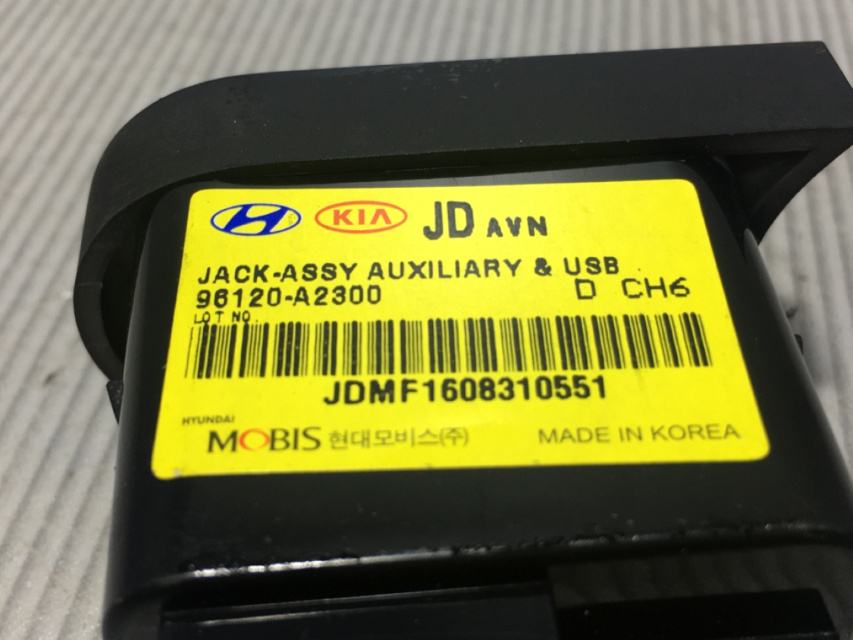 KIA JD AVN
JACK-ASSY AUXILIARY & USB
96120-A2300 D CH6
LOT NO.
JDMF1608310551
HYUNDAI
MOBIS 현대모비스(주) MADE IN KOREA